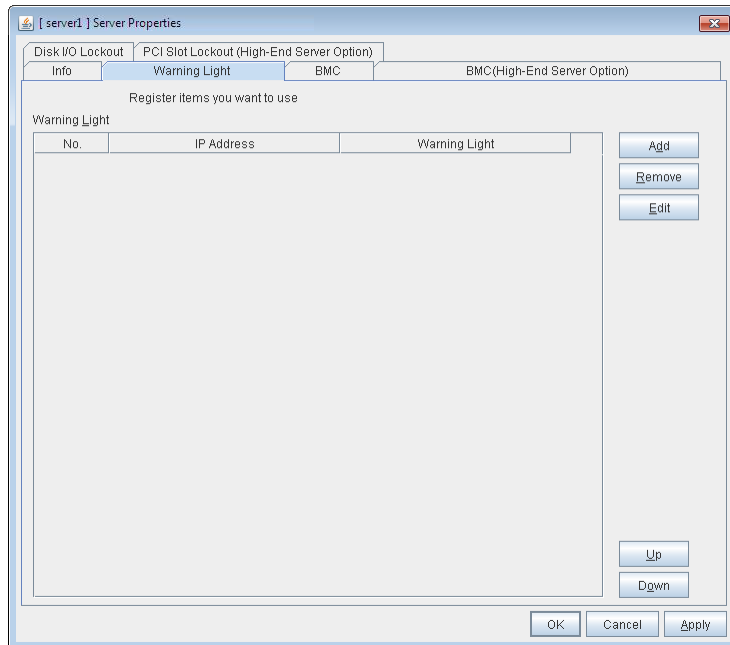 [ server1 ] Server Properties
Disk I/O Lockout PCI Slot Lockout (High-End Server Option)
Info Warning Light BMC BMC(High-End Server Option)
Register items you want to use
Warning Light
No. IP Address Warning Light
Add
Remove
Edit
Up
Down
OK Cancel Apply